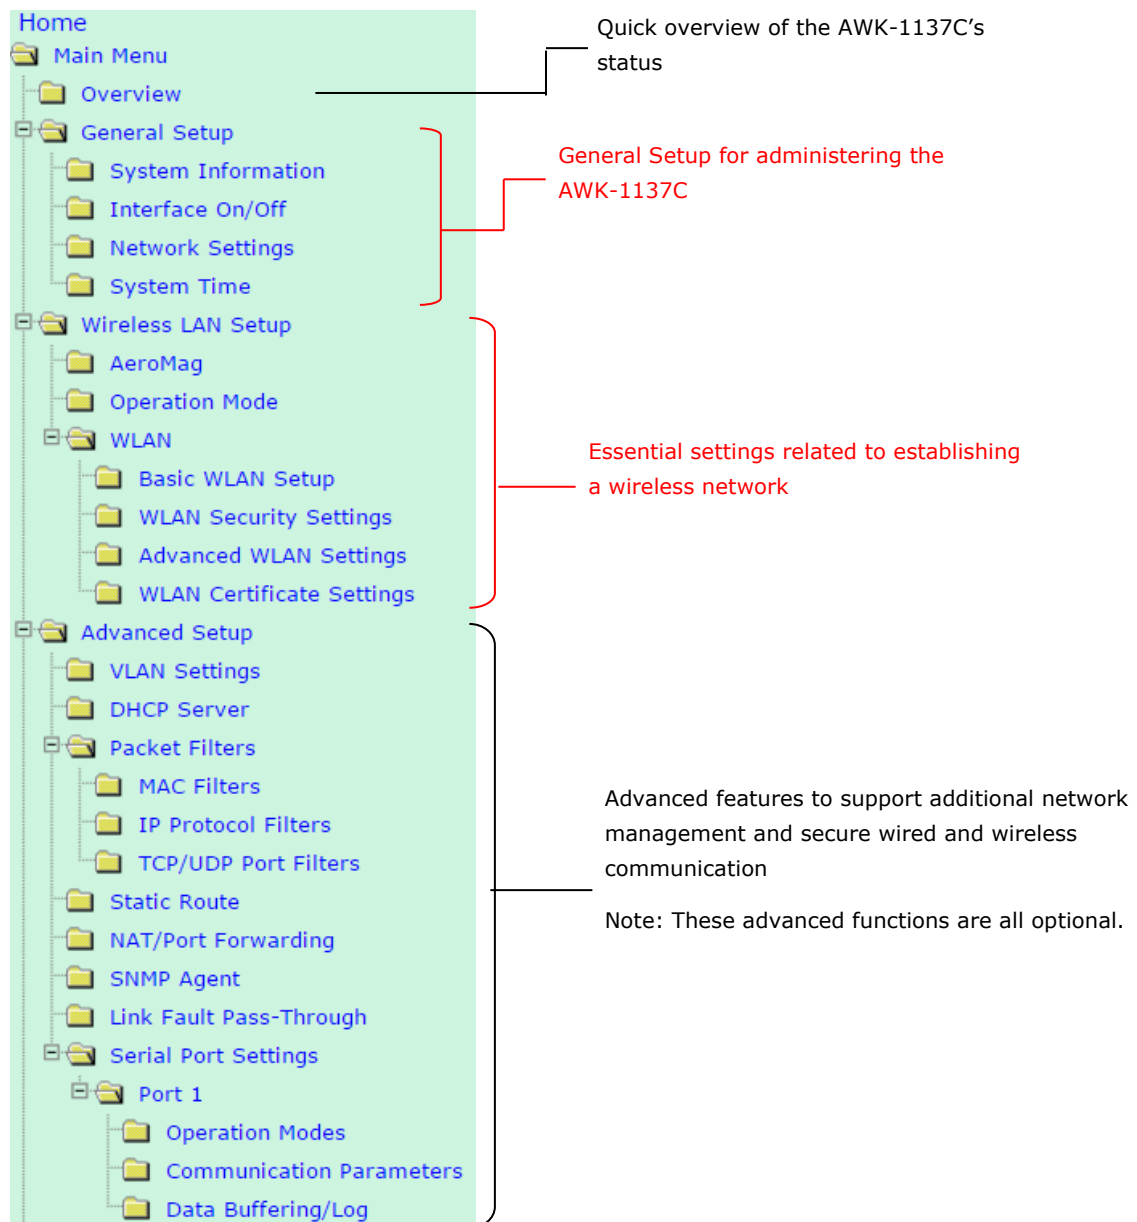 Home
Main Menu
Overview
General Setup
System Information
Interface On/Off
Network Settings
System Time
Wireless LAN Setup
AeroMag
Operation Mode
WLAN
Basic WLAN Setup
WLAN Security Settings
Advanced WLAN Settings
WLAN Certificate Settings
Advanced Setup
VLAN Settings
DHCP Server
Packet Filters
MAC Filters
IP Protocol Filters
TCP/UDP Port Filters
Static Route
NAT/Port Forwarding
SNMP Agent
Link Fault Pass-Through
Serial Port Settings
Port 1
Operation Modes
Communication Parameters
Data Buffering/Log
Quick overview of the AWK-1137C’s
status
General Setup for administering the
AWK-1137C
Essential settings related to establishing
a wireless network
Advanced features to support additional network
management and secure wired and wireless
communication
Note: These advanced functions are all optional.